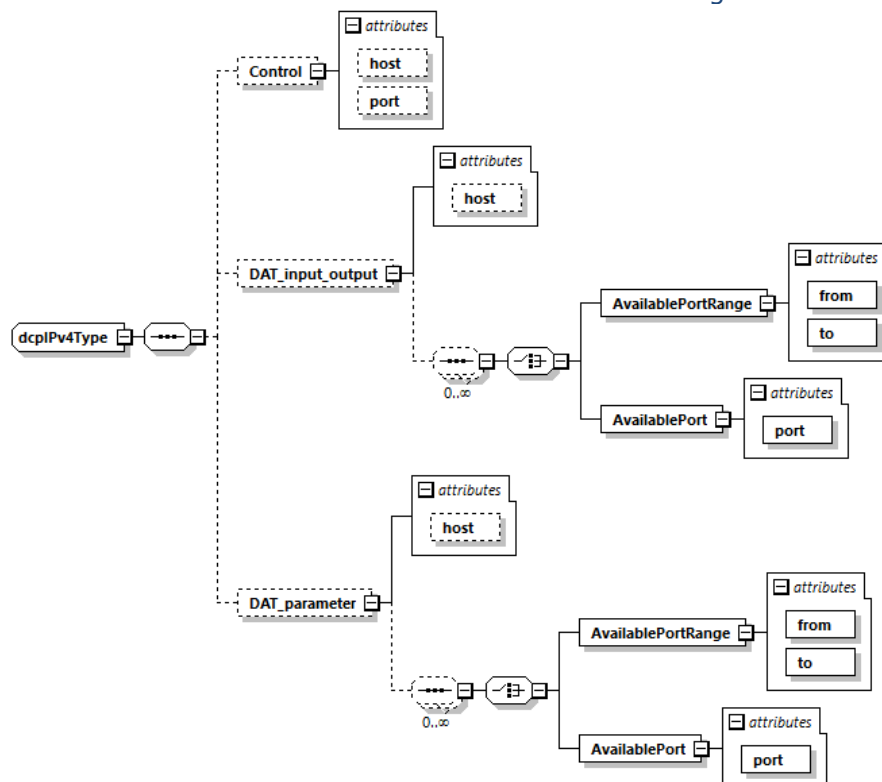 attributes
host
Control
port
attributes
host
DAT_input_output
attributes
AvailablePortRange
from
to
dcpIPv4Type
0..∞
attributes
AvailablePort
port
attributes
host
DAT_parameter
attributes
AvailablePortRange
from
to
0..∞
attributes
AvailablePort
port